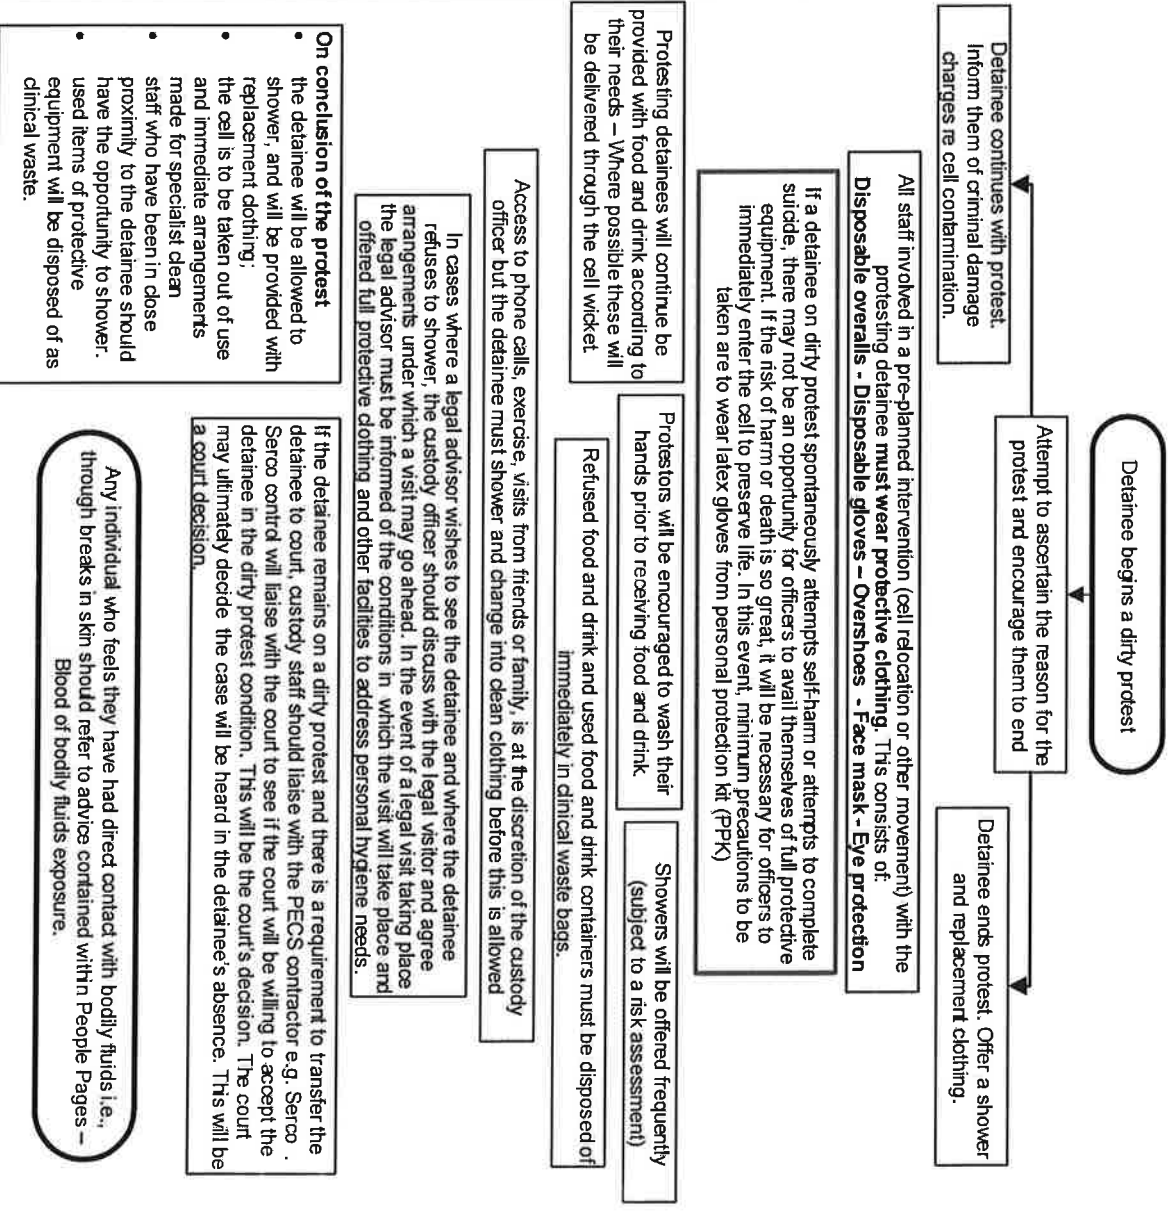 Detainee begins a dirty protest
Attempt to ascertain the reason for the
protest and encourage them to end
Detainee continues with protest.
Inform them of criminal damage
charges re cell contamination.
Detainee ends protest. Offer a shower
and replacement clothing.
All staff involved in a pre-planned intervention (cell relocation or other movement) with the
protesting detainee must wear protective clothing. This consists of:
Disposable overalls - Disposable gloves – Overshoes - Face mask - Eye protection
If a detainee on dirty protest spontaneously attempts self-harm or attempts to complete
suicide, there may not be an opportunity for officers to avail themselves of full protective
equipment. If the risk of harm or death is so great, it will be necessary for officers to
immediately enter the cell to preserve life. In this event, minimum precautions to be
taken are to wear latex gloves from personal protection kit (PPK)
Protesting detainees will continue be
provided with food and drink according to
their needs – Where possible these will
be delivered through the cell wicket
Protestors will be encouraged to wash their
hands prior to receiving food and drink.
Showers will be offered frequently
(subject to a risk assessment)
Refused food and drink and used food and drink containers must be disposed of
immediately in clinical waste bags.
Access to phone calls, exercise, visits from friends or family, is at the discretion of the custody
officer but the detainee must shower and change into clean clothing before this is allowed
In cases where a legal advisor wishes to see the detainee and where the detainee
refuses to shower, the custody officer should discuss with the legal visitor and agree
arrangements under which a visit may go ahead. In the event of a legal visit taking place
the legal advisor must be informed of the conditions in which the visit will take place and
offered full protective clothing and other facilities to address personal hygiene needs.
On conclusion of the protest
• the detainee will be allowed to
shower, and will be provided with
replacement clothing;
• the cell is to be taken out of use
and immediate arrangements
made for specialist clean
• staff who have been in close
proximity to the detainee should
have the opportunity to shower.
• used items of protective
equipment will be disposed of as
clinical waste.
If the detainee remains on a dirty protest and there is a requirement to transfer the
detainee to court, custody staff should liaise with the PECS contractor e.g. Serco .
Serco control will liaise with the court to see if the court will be willing to accept the
detainee in the dirty protest condition. This will be the court's decision. The court
may ultimately decide the case will be heard in the detainee's absence. This will be
a court decision.
Any individual who feels they have had direct contact with bodily fluids i.e.,
through breaks in skin should refer to advice contained within People Pages –
Blood of bodily fluids exposure.